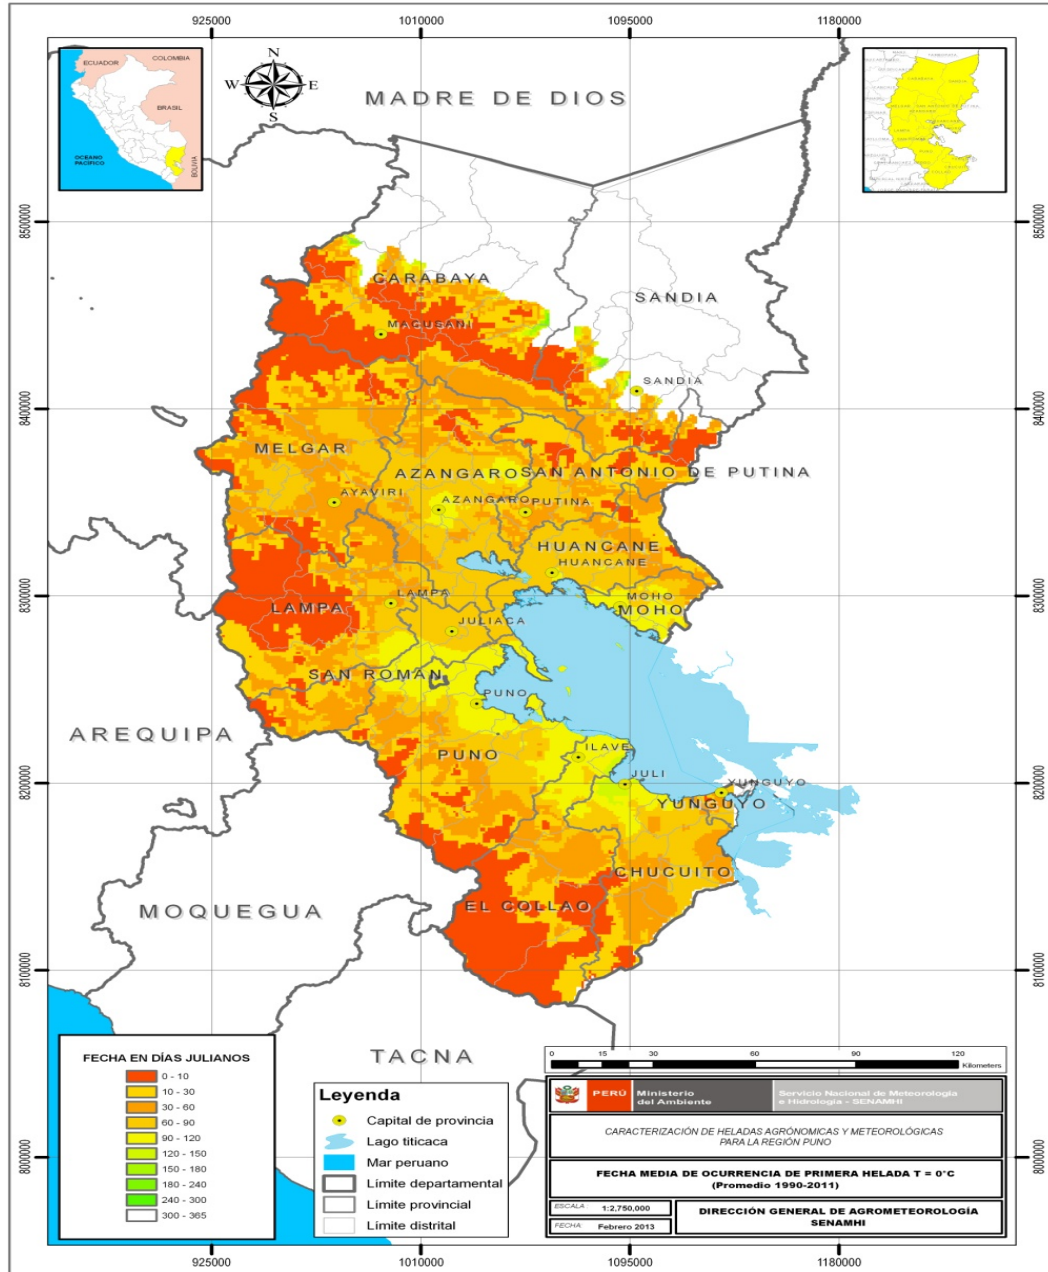 925000
1010000
1095000
1180000
ECUADOR
COLOMBIA
BRASIL
OCEANO
PACÍFICO
BOLIVIA
N
W
E
S
MADRE DE DIOS
8500000
8500000
CARABAYA
SANDIA
MACUSANI
SANDIA
8400000
8400000
MELGAR
AZANGARO
SAN ANTONIO DE PUTINA
AYAVIRI
AZANGARO
PUTINA
HUANCANE
HUANCANE
8300000
8300000
LAMPA
LAMPA
MOHO
MOHO
JULIACA
SAN ROMAN
PUNO
AREQUIPA
PUNO
ILAVE
JULI
YUNGUYO
8200000
8200000
YUNGUYO
CHUCUITO
MOQUEGUA
EL COLLAO
8100000
8100000
TACNA
FECHA EN DÍAS JULIANOS
0 - 10
10 - 30
30 - 60
60 - 90
90 - 120
120 - 150
150 - 180
180 - 240
240 - 300
300 - 365
Leyenda
Capital de provincia
Lago titicaca
Mar peruano
Límite departamental
Límite provincial
Límite distrital
0 15 30 60 90 120
Kilometers
PERÚ
Ministerio
del Ambiente
Servicio Nacional de Meteorología
e Hidrología - SENAMHI
CARACTERIZACIÓN DE HELADAS AGRÓNOMICAS Y METEOROLÓGICAS
PARA LA REGIÓN PUNO
FECHA MEDIA DE OCURRENCIA DE PRIMERA HELADA T = 0°C
(Promedio 1990-2011)
ESCALA 1:2,750,000
FECHA: Febrero 2013
DIRECCIÓN GENERAL DE AGROMETEOROLOGÍA
SENAMHI
8000000
8000000
925000
1010000
1095000
1180000